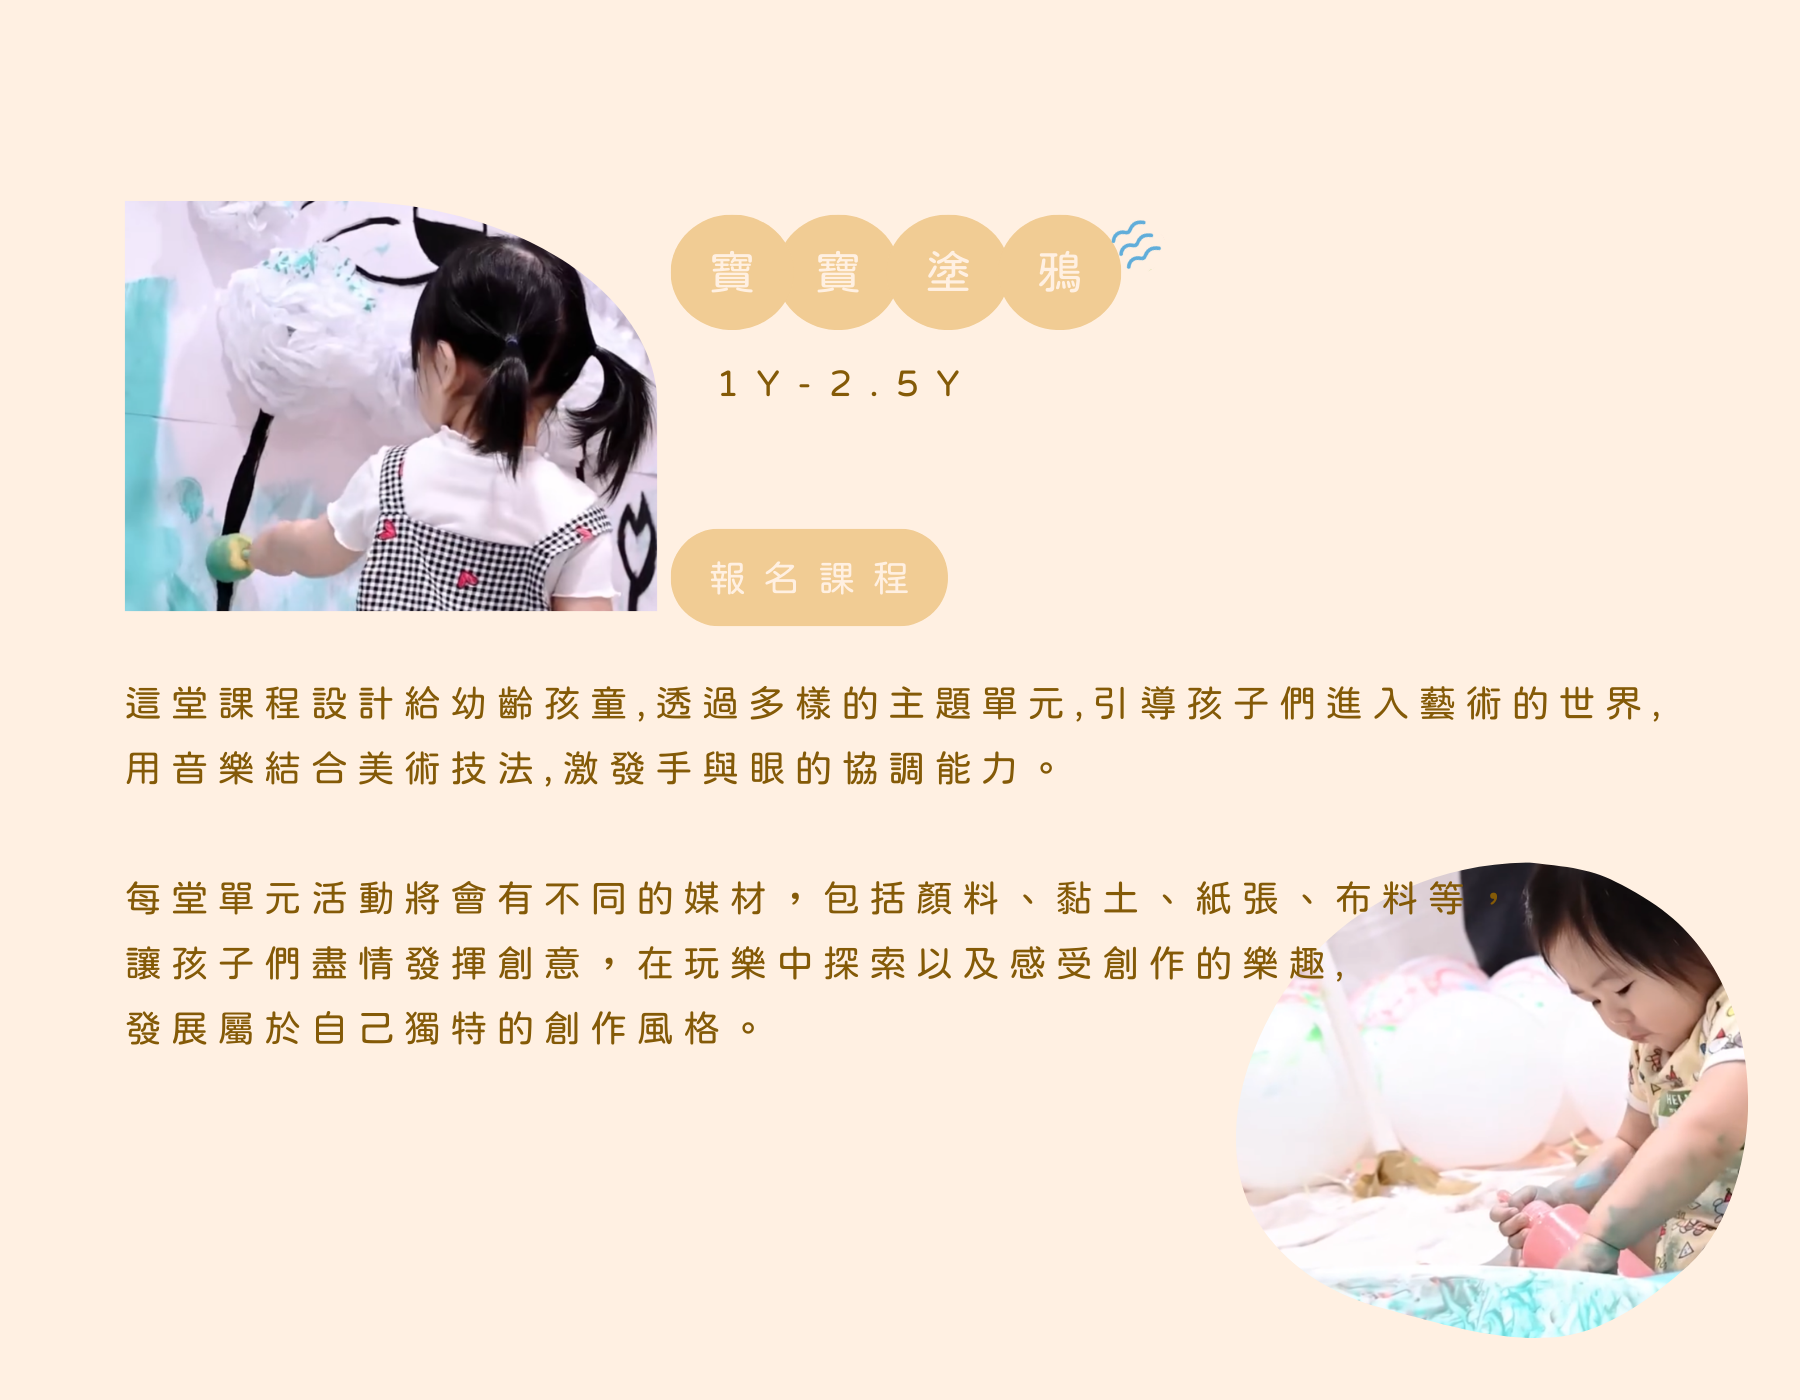 寶寶塗鴉
1Y-2.5Y
報名課程
這堂課程設計給幼齡孩童,透過多樣的主題單元,引導孩子們進入藝術的世界,
用音樂結合美術技法,激發手與眼的協調能力。
每堂單元活動將會有不同的媒材，包括顏料、黏土、紙張、布料等，
讓孩子們盡情發揮創意，在玩樂中探索以及感受創作的樂趣,
發展屬於自己獨特的創作風格。